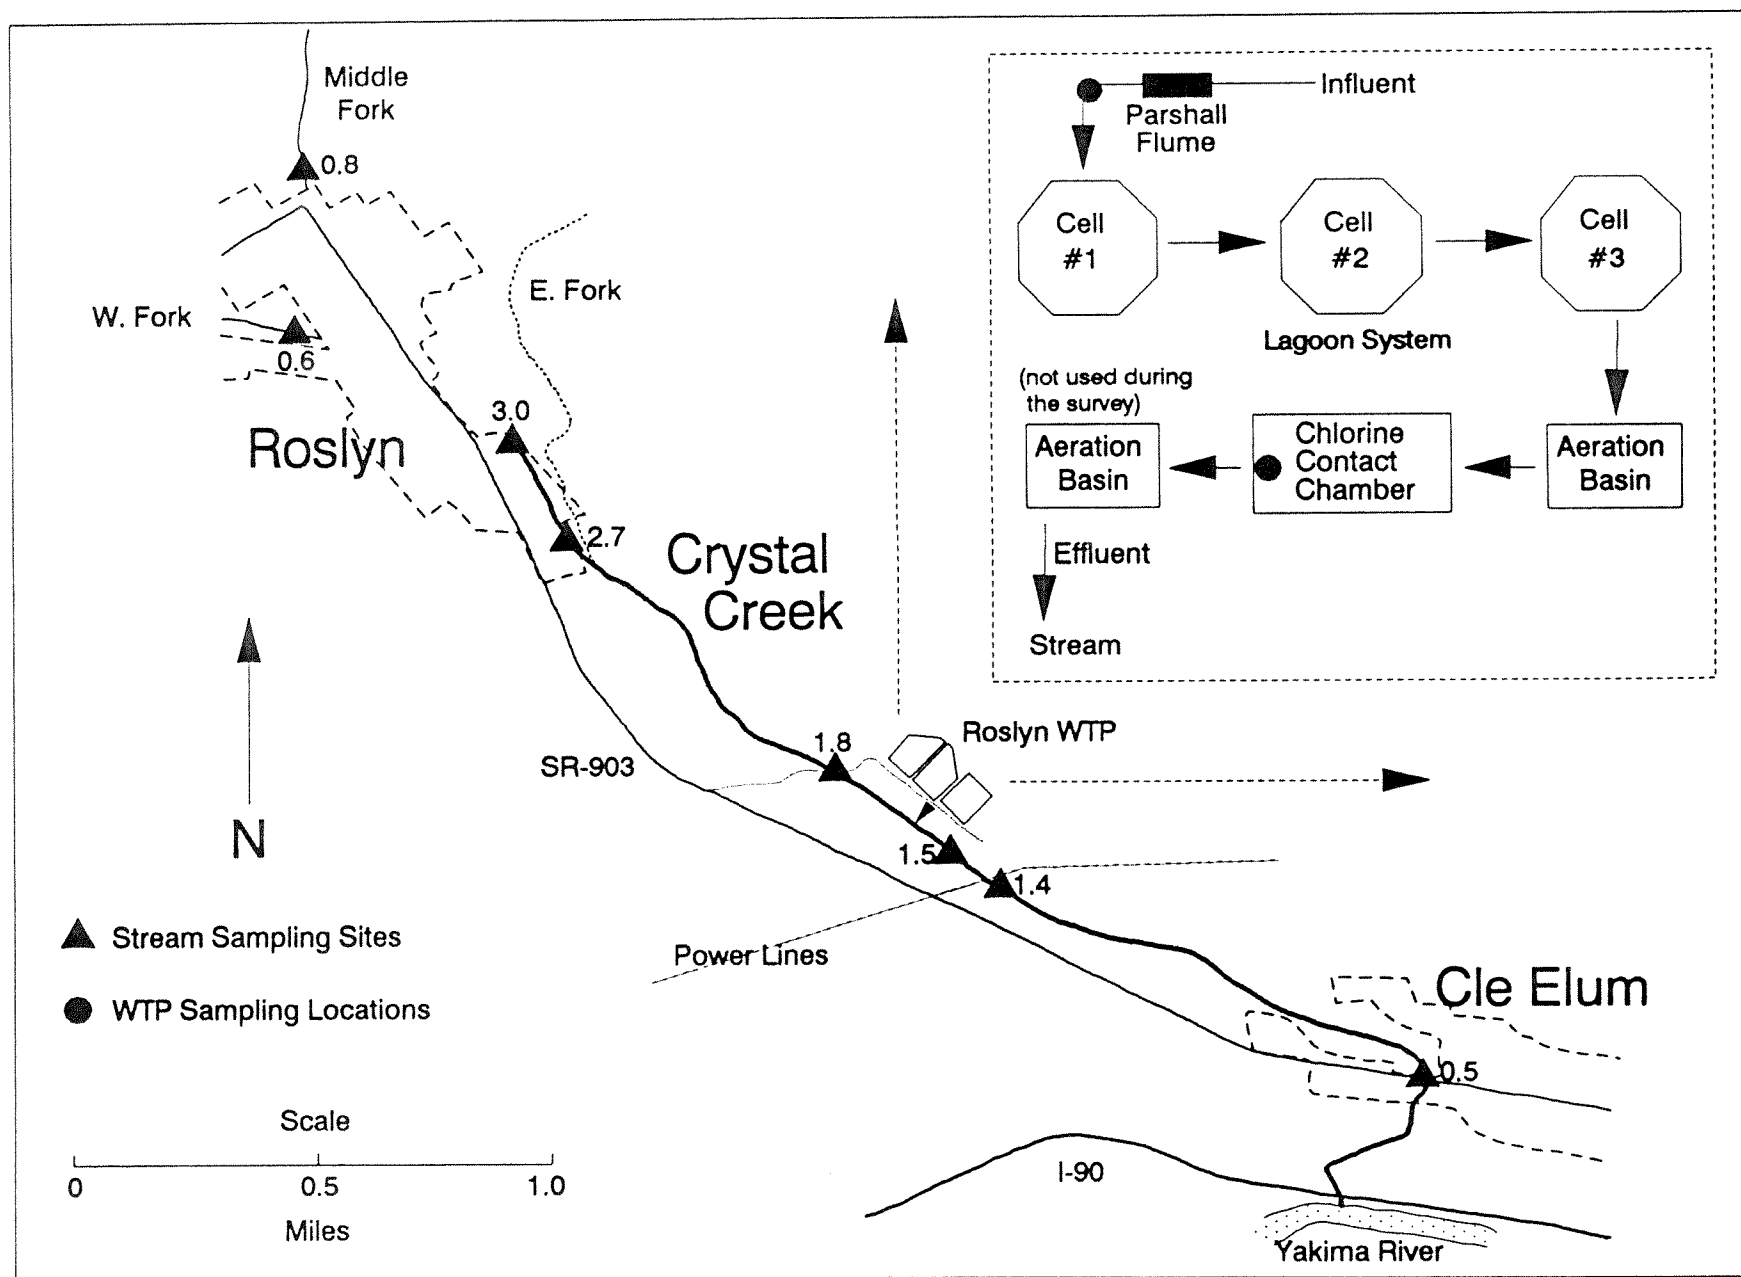 Middle
Fork
0.8
W. Fork
0.6
E. Fork
3.0
Roslyn
2.7
Crystal
Creek
N
SR-903
1.8
Roslyn WTP
1.5
1.4
Power Lines
Cle Elum
0.5
I-90
Yakima River
Stream Sampling Sites
WTP Sampling Locations
Scale
0 0.5 1.0
Miles
Influent
Parshall
Flume
Cell
#1
Cell
#2
Cell
#3
Lagoon System
(not used during
the survey)
Aeration
Basin
Chlorine
Contact
Chamber
Aeration
Basin
Effluent
Stream